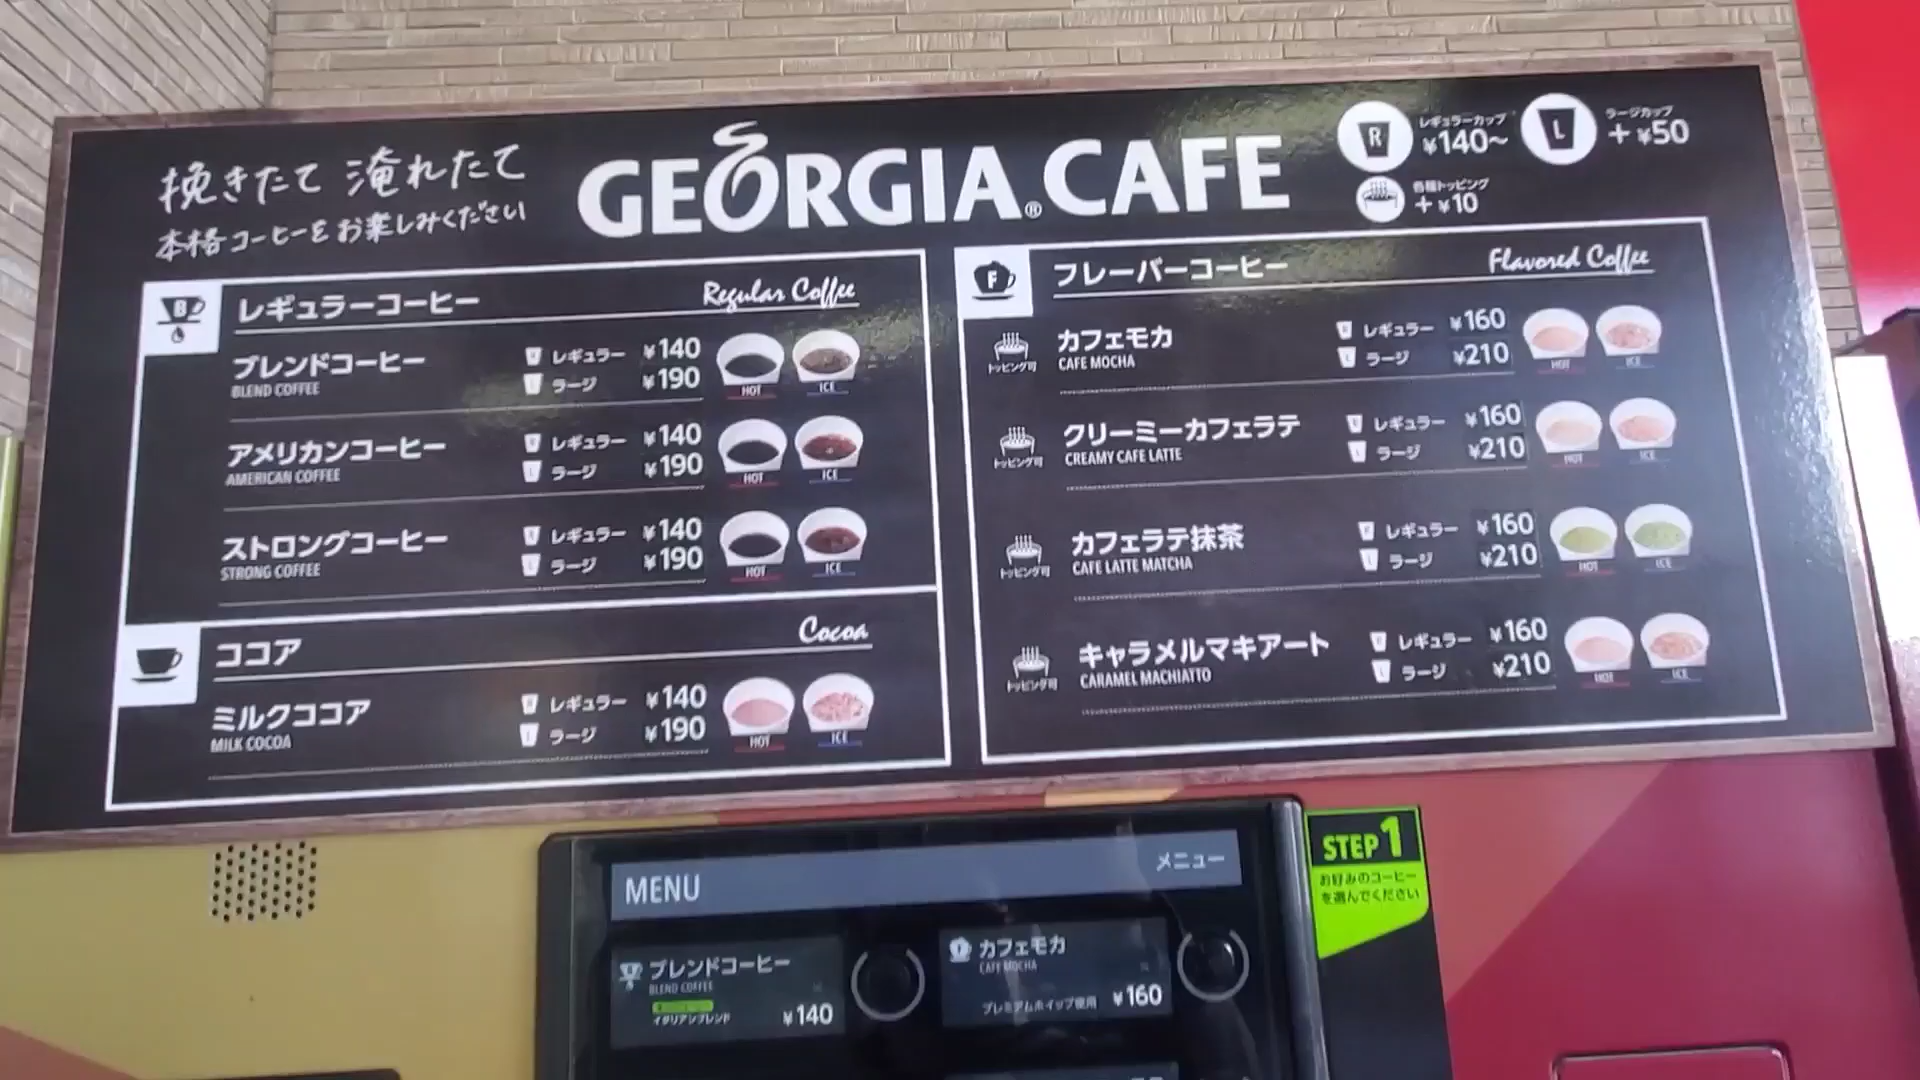 挽きたて 淹れたて
本格コーヒーをお楽しみください
GEORGIA® CAFE
R レギュラーカップ ¥140~
L ラージカップ +¥50
各種トッピング +¥10
B レギュラーコーヒー Regular Coffee
ブレンドコーヒー レギュラー ¥140
BLEND COFFEE ラージ ¥190
HOT ICE
アメリカンコーヒー レギュラー ¥140
AMERICAN COFFEE ラージ ¥190
HOT ICE
ストロングコーヒー レギュラー ¥140
STRONG COFFEE ラージ ¥190
HOT ICE
ココア Cocoa
ミルクココア レギュラー ¥140
MILK COCOA ラージ ¥190
HOT ICE
F フレーバーコーヒー Flavored Coffee
カフェモカ レギュラー ¥160
トッピング可 CAFE MOCHA ラージ ¥210
HOT ICE
クリーミーカフェラテ レギュラー ¥160
トッピング可 CREAMY CAFE LATTE ラージ ¥210
HOT ICE
カフェラテ抹茶 レギュラー ¥160
トッピング可 CAFE LATTE MATCHA ラージ ¥210
HOT ICE
キャラメルマキアート レギュラー ¥160
トッピング可 CARAMEL MACHIATTO ラージ ¥210
HOT ICE
MENU メニュー
ブレンドコーヒー
BLEND COFFEE
イタリアンブレンド ¥140
カフェモカ
CAFE MOCHA
プレミアムホイップ使用 ¥160
STEP 1
お好みのコーヒー
を選んでください